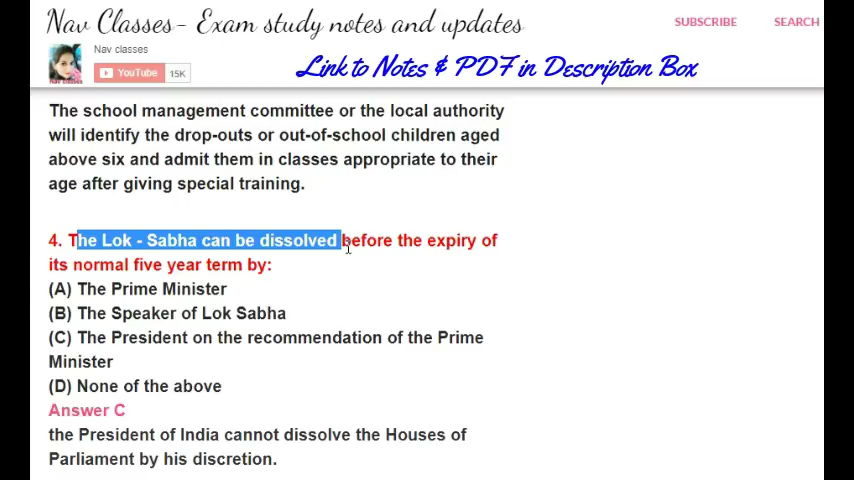 Nav Classes- Exam study notes and updates
SUBSCRIBE
SEARCH
Nav classes
YouTube 15K
Link to Notes & PDF in Description Box
The school management committee or the local authority
will identify the drop-outs or out-of-school children aged
above six and admit them in classes appropriate to their
age after giving special training.
4. The Lok - Sabha can be dissolved before the expiry of
its normal five year term by:
(A) The Prime Minister
(B) The Speaker of Lok Sabha
(C) The President on the recommendation of the Prime
Minister
(D) None of the above
Answer C
the President of India cannot dissolve the Houses of
Parliament by his discretion.